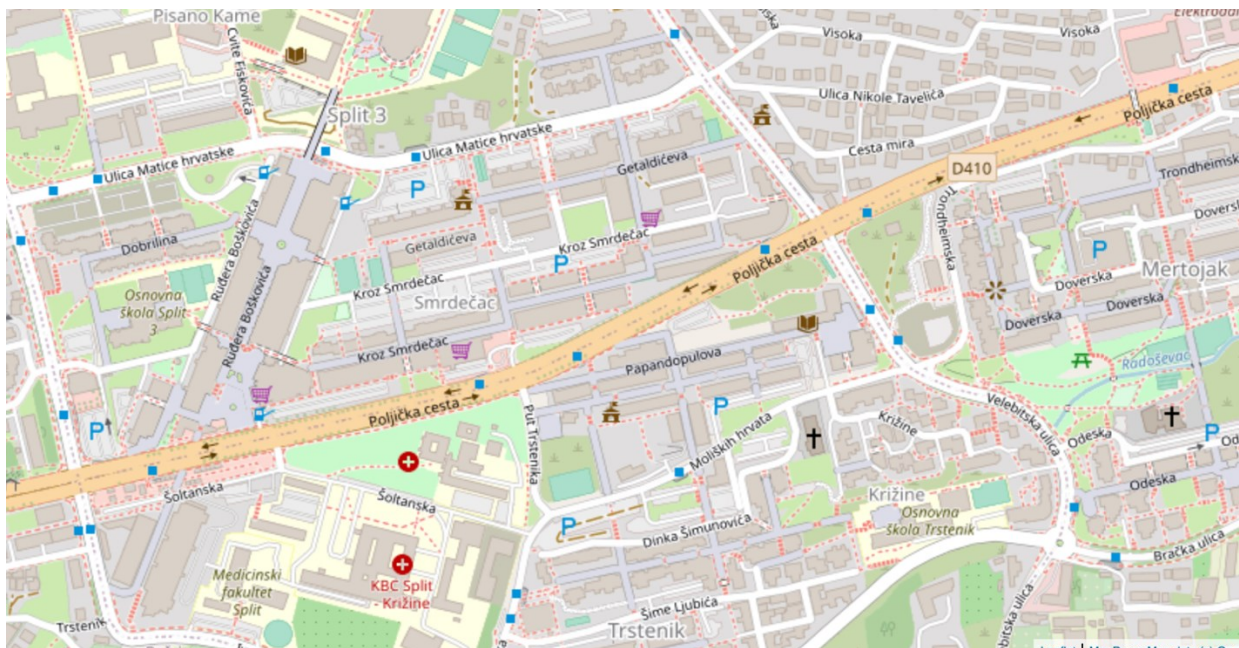 Pisano Kame
Cvite Fiskovića
Split 3
Ulica Matice hrvatske
Ulica Matice hrvatske
Visoka
Visoka
Ulica Nikole Tavelića
Cesta mira
Poljička cesta
D410
Getaldićeva
Getaldićeva
Trondheimska
Trondheimska
Doverska
Doverska
Doverska
Doverska
Mertojak
Dobrilina
Ruđera Boškovića
Ruđera Boškovića
Ruđera Boškovića
Osnovna
škola Split
3
Kroz Smrdečac
Kroz Smrdečac
Kroz Smrdečac
Smrdečac
Poljička cesta
Poljička cesta
Papandopulova
Radoševac
Put Trstenika
Moliških hrvata
Križine
Velebitska ulica
Odeska
Odeska
Šoltanska
Šoltanska
Križine
Osnovna
škola Trstenik
Dinka Šimunovića
Bračka ulica
Medicinski
fakultet
Split
KBC Split
- Križine
Šime Ljubića
Trstenik
Trstenik
P
P
P
P
P
P
P